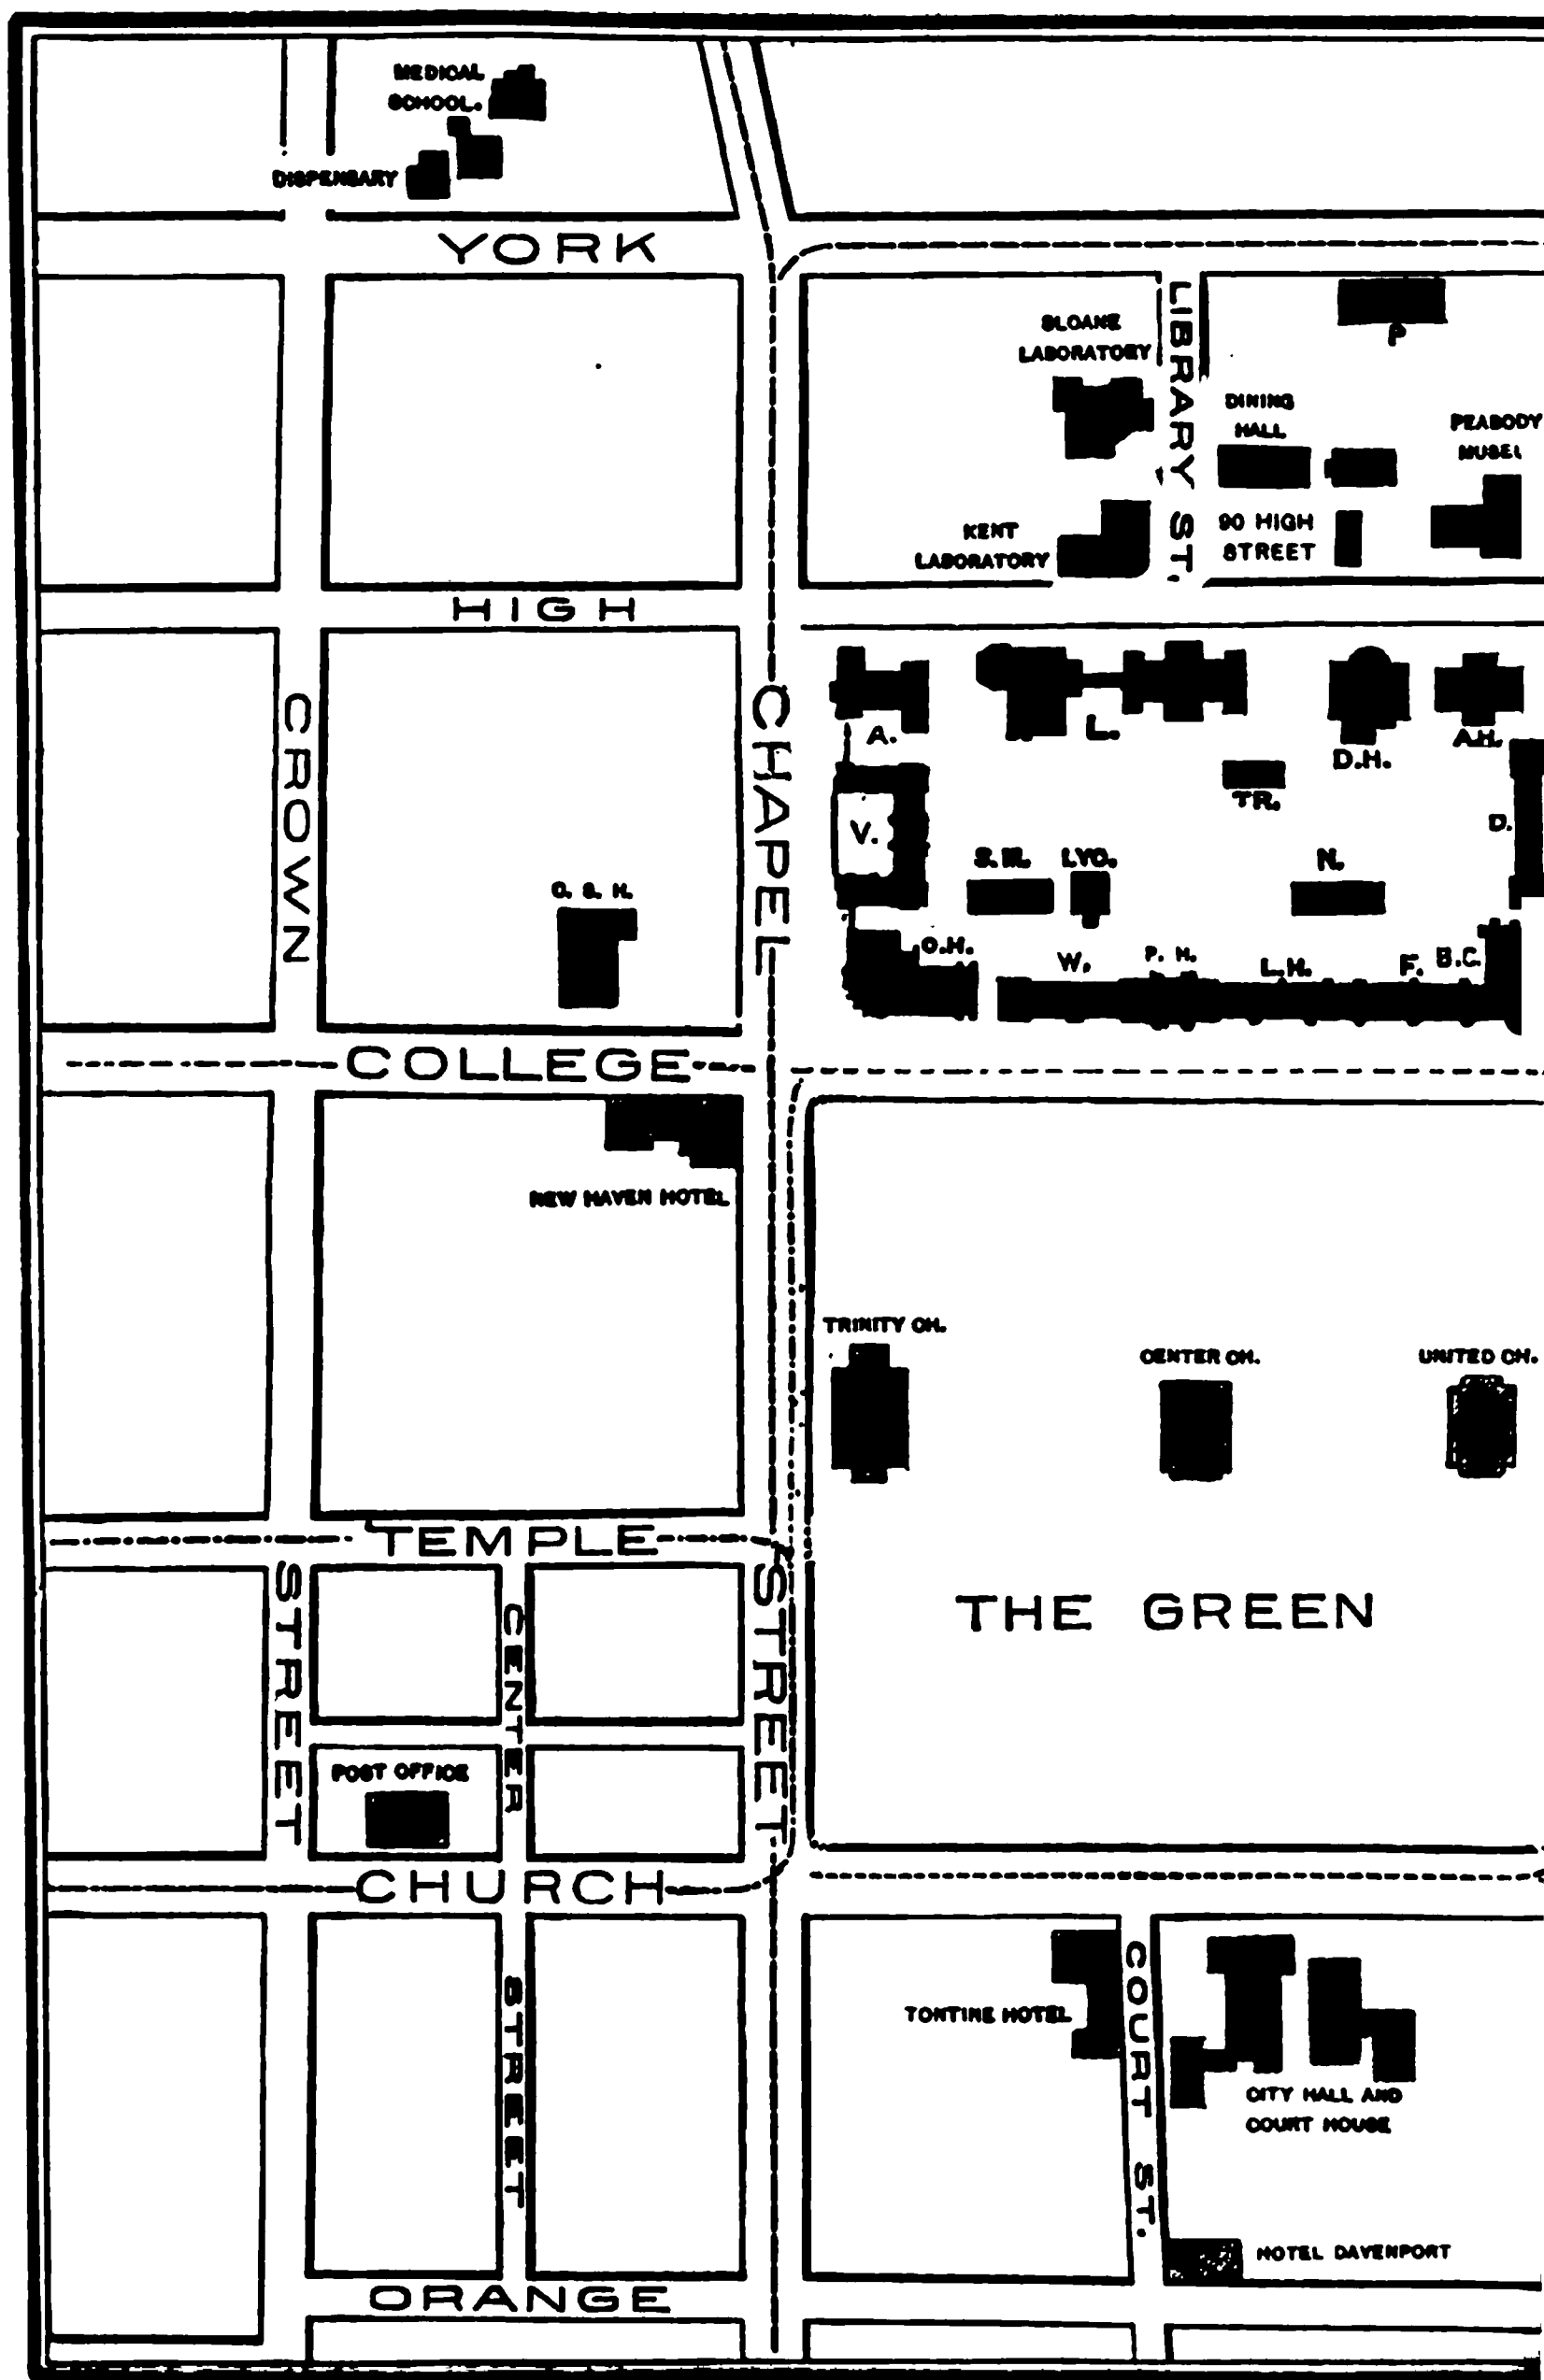 MEDICAL
SCHOOL.
DISPENSARY
YORK
LIBRARY ST.
SLOANE
LABORATORY
P
DINING
HALL
PEABODY
KENT
LABORATORY
90 HIGH
STREET
HIGH
CROWN
CHAPEL
A.
L.
D.H.
A.H.
TR.
V.
D.
S.M.
LYC.
N.
C. S. H.
O.H.
W.
P. H.
L.H.
F.
B.C.
COLLEGE
NEW HAVEN HOTEL
TRINITY CH.
CENTER CH.
UNITED CH.
TEMPLE
STREET
CENTER
STREET
THE GREEN
POST OFFICE
CHURCH
STREET
COURT ST.
TONTINE HOTEL
CITY HALL AND
COURT HOUSE
HOTEL DAVENPORT
ORANGE